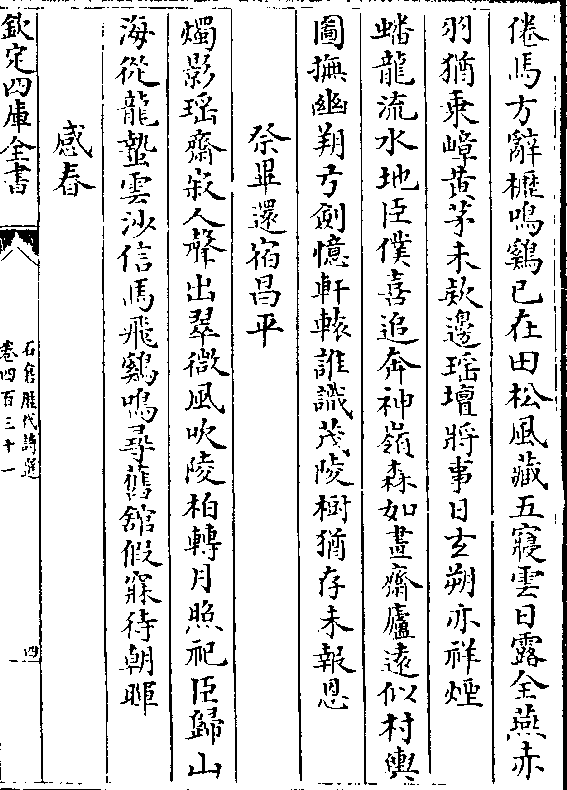 倦馬方辭櫪鳴鷄已在田松風藏五寢雲日露全燕赤
羽猶乗嶂黄茅未欵邊瑶壇將事日玄朔亦祥煙
蟠龍流水地臣僕喜追奔神嶺森如畫齋廬遠似村輿
圖撫幽朔弓劍憶軒轅誰識茂陵樹猶存未報恩
祭畢還宿昌平
燭影瑶齋寂人聲出翠微風吹陵柏轉月照祀臣歸山
海從龍蟄雲沙信馬飛鷄鳴尋舊舘假寐待朝暉
感春
欽定四庫全書
石倉歴代詩選
卷四百三十一
四